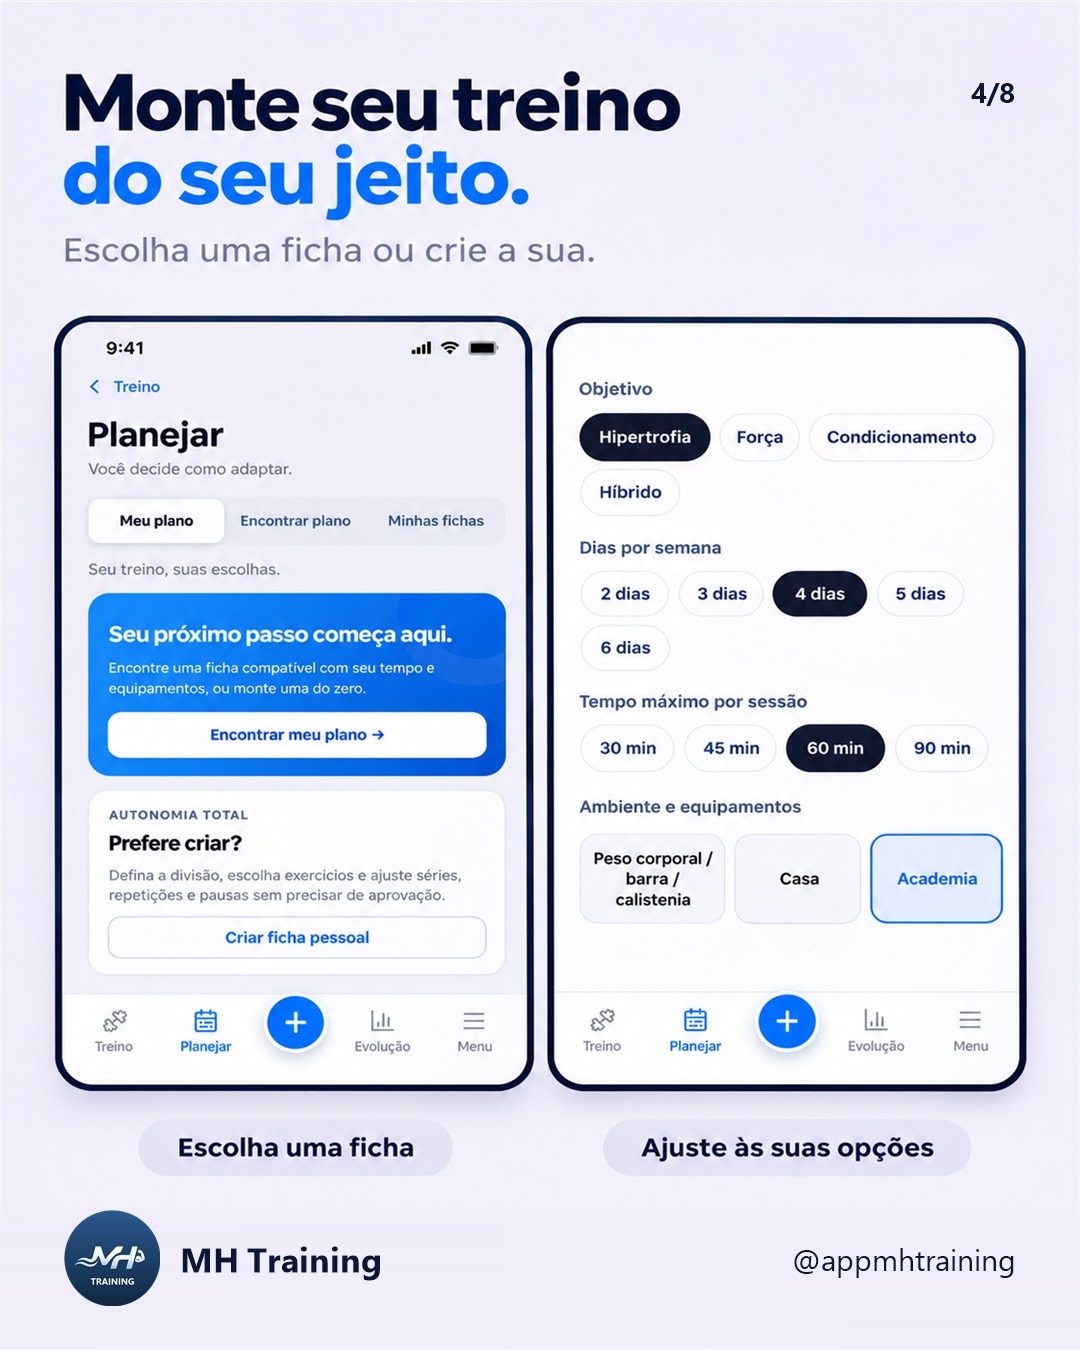 Monte seu treino
do seu jeito.
4/8
Escolha uma ficha ou crie a sua.
9:41
Treino
Planejar
Você decide como adaptar.
Meu plano
Encontrar plano
Minhas fichas
Seu treino, suas escolhas.
Seu próximo passo começa aqui.
Encontre uma ficha compatível com seu tempo e
equipamentos, ou monte uma do zero.
Encontrar meu plano →
AUTONOMIA TOTAL
Prefere criar?
Defina a divisão, escolha exercícios e ajuste séries,
repetições e pausas sem precisar de aprovação.
Criar ficha pessoal
Treino
Planejar
Evolução
Menu
Objetivo
Hipertrofia
Força
Condicionamento
Híbrido
Dias por semana
2 dias
3 dias
4 dias
5 dias
6 dias
Tempo máximo por sessão
30 min
45 min
60 min
90 min
Ambiente e equipamentos
Peso corporal /
barra /
calistenia
Casa
Academia
Treino
Planejar
Evolução
Menu
Escolha uma ficha
Ajuste às suas opções
MH
TRAINING
MH Training
@appmhtraining